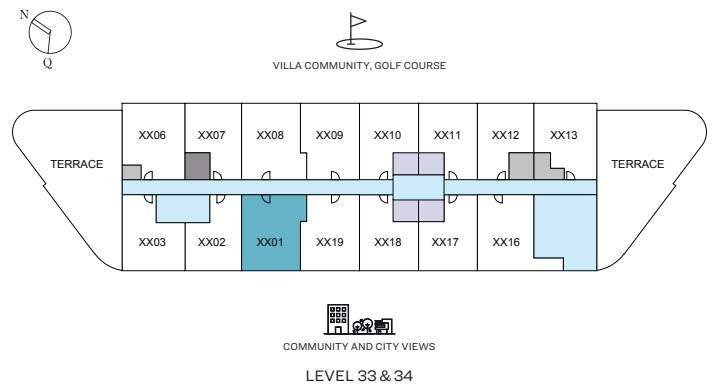 N
Q
VILLA COMMUNITY, GOLF COURSE
XX06 XX07 XX08 XX09 XX10 XX11 XX12 XX13
TERRACE TERRACE
XX03 XX02 XX01 XX19 XX18 XX17 XX16
COMMUNITY AND CITY VIEWS
LEVEL 33 & 34